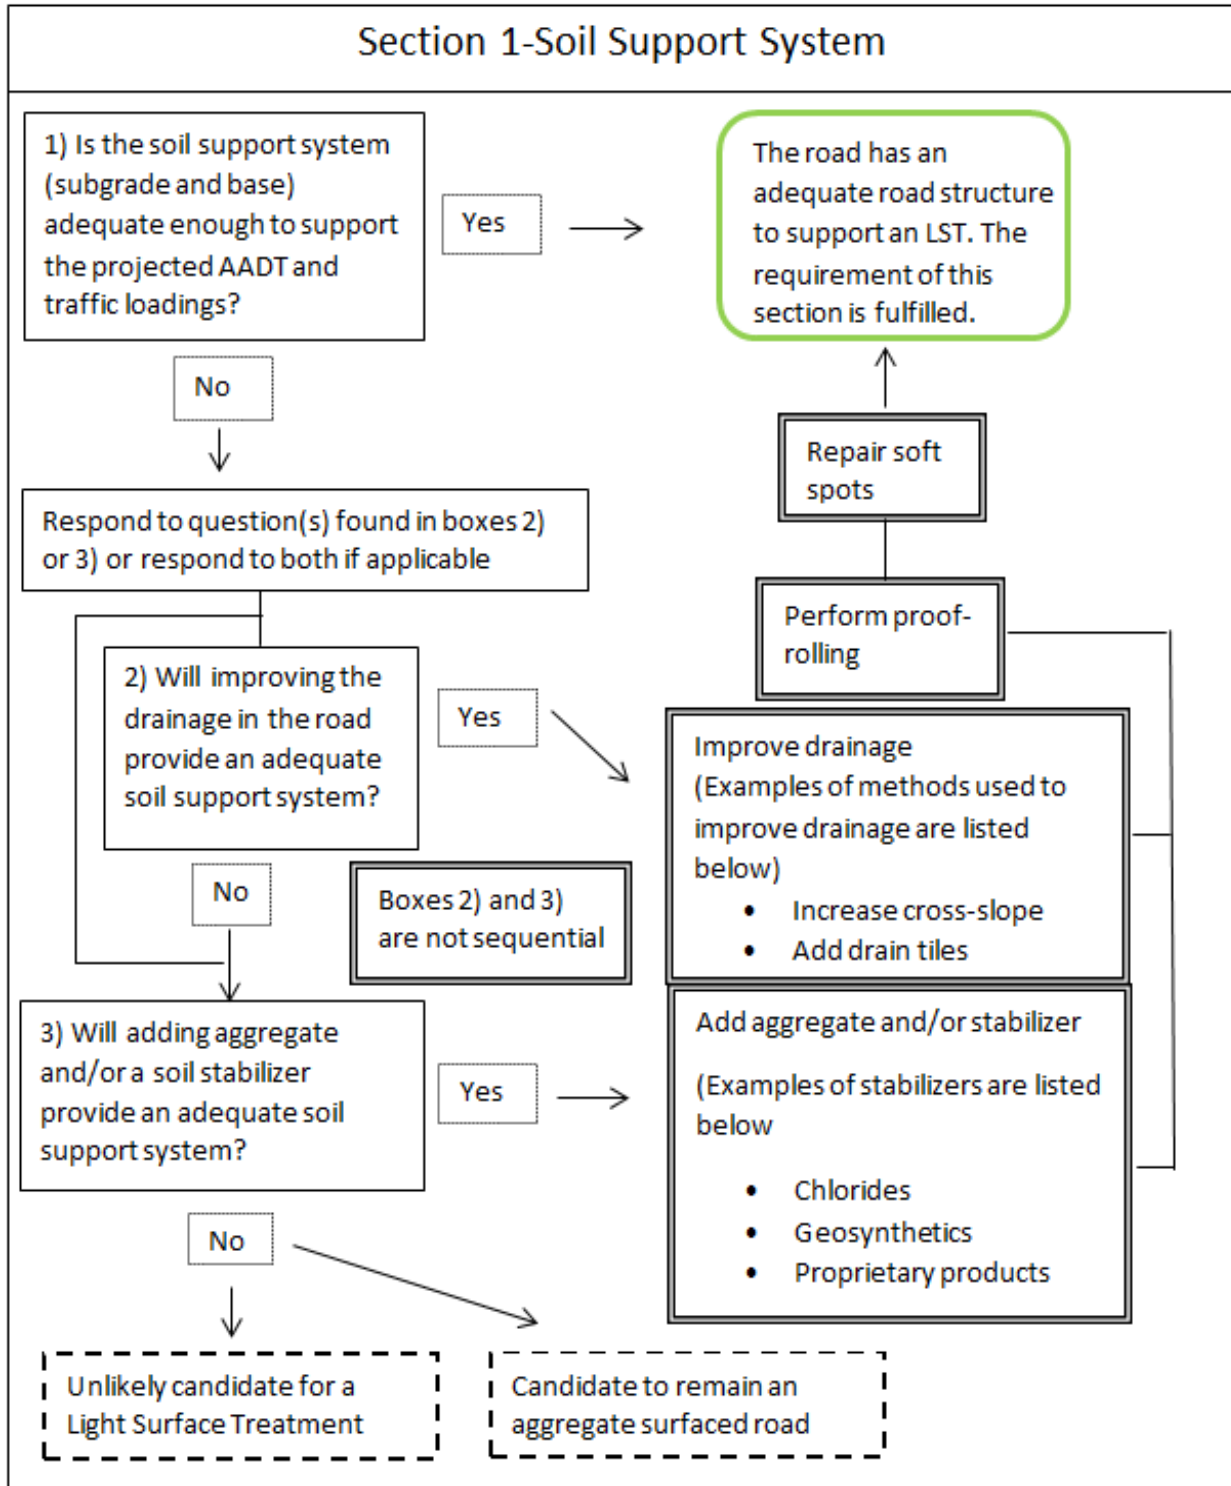 Section 1-Soil Support System
1) Is the soil support system
(subgrade and base)
adequate enough to support
the projected AADT and
traffic loadings?
Yes
The road has an
adequate road structure
to support an LST. The
requirement of this
section is fulfilled.
No
Repair soft
spots
Respond to question(s) found in boxes 2)
or 3) or respond to both if applicable
Perform proof-
rolling
2) Will improving the
drainage in the road
provide an adequate
soil support system?
Yes
Improve drainage
(Examples of methods used to
improve drainage are listed
below)
• Increase cross-slope
• Add drain tiles
No
Boxes 2) and 3)
are not sequential
3) Will adding aggregate
and/or a soil stabilizer
provide an adequate soil
support system?
Yes
Add aggregate and/or stabilizer
(Examples of stabilizers are listed
below
• Chlorides
• Geosynthetics
• Proprietary products
No
Unlikely candidate for a
Light Surface Treatment
Candidate to remain an
aggregate surfaced road